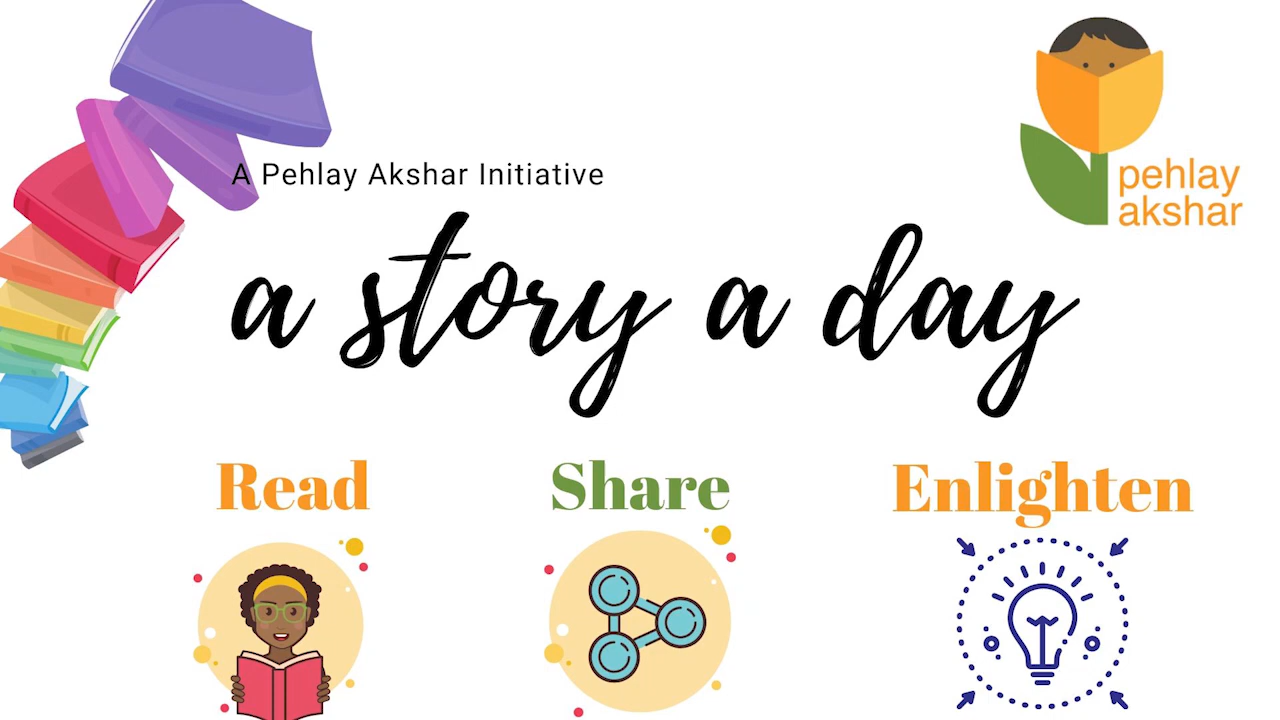 A Pehlay Akshar Initiative
pehlay
akshar
a story a day
Read
Share
Enlighten